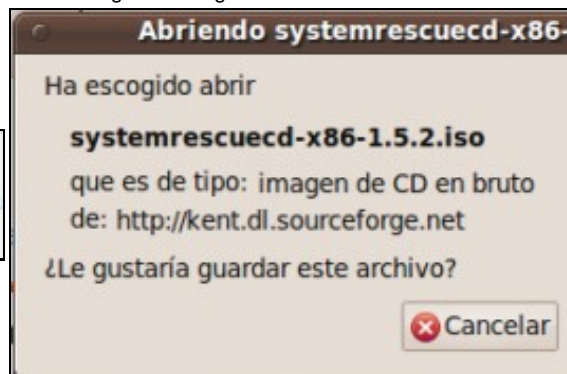 Abriendo systemrescuecd-x86-
Ha escogido abrir
systemrescuecd-x86-1.5.2.iso
que es de tipo: imagen de CD en bruto
de: http://kent.dl.sourceforge.net
¿Le gustaría guardar este archivo?
Cancelar